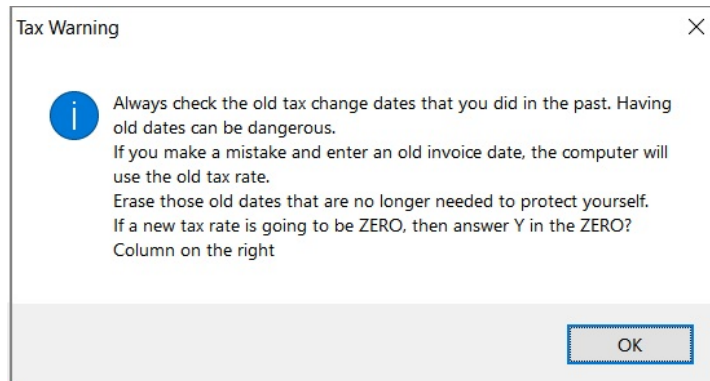 Tax Warning
Always check the old tax change dates that you did in the past. Having
old dates can be dangerous.
If you make a mistake and enter an old invoice date, the computer will
use the old tax rate.
Erase those old dates that are no longer needed to protect yourself.
If a new tax rate is going to be ZERO, then answer Y in the ZERO?
Column on the right
OK